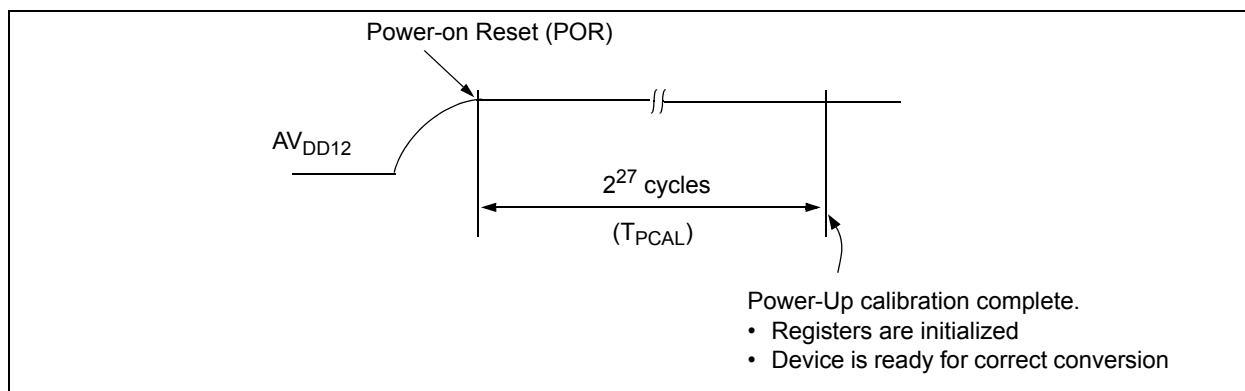 Power-on Reset (POR)
AVDD12
2^27 cycles
(TPCAL)
Power-Up calibration complete.
• Registers are initialized
• Device is ready for correct conversion